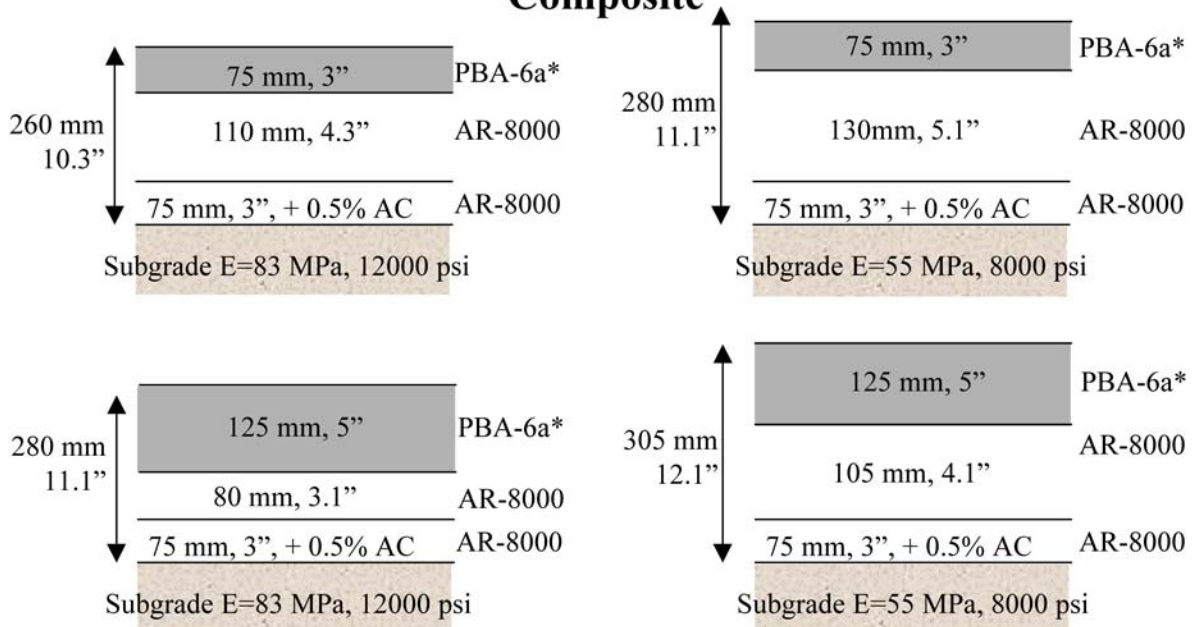 Composite
75 mm, 3”
PBA-6a*
260 mm
10.3”
110 mm, 4.3”
AR-8000
75 mm, 3”, + 0.5% AC
AR-8000
Subgrade E=83 MPa, 12000 psi
75 mm, 3”
PBA-6a*
280 mm
11.1”
130mm, 5.1”
AR-8000
75 mm, 3”, + 0.5% AC
AR-8000
Subgrade E=55 MPa, 8000 psi
125 mm, 5”
PBA-6a*
280 mm
11.1”
80 mm, 3.1”
AR-8000
75 mm, 3”, + 0.5% AC
AR-8000
Subgrade E=83 MPa, 12000 psi
125 mm, 5”
PBA-6a*
305 mm
12.1”
AR-8000
105 mm, 4.1”
75 mm, 3”, + 0.5% AC
AR-8000
Subgrade E=55 MPa, 8000 psi